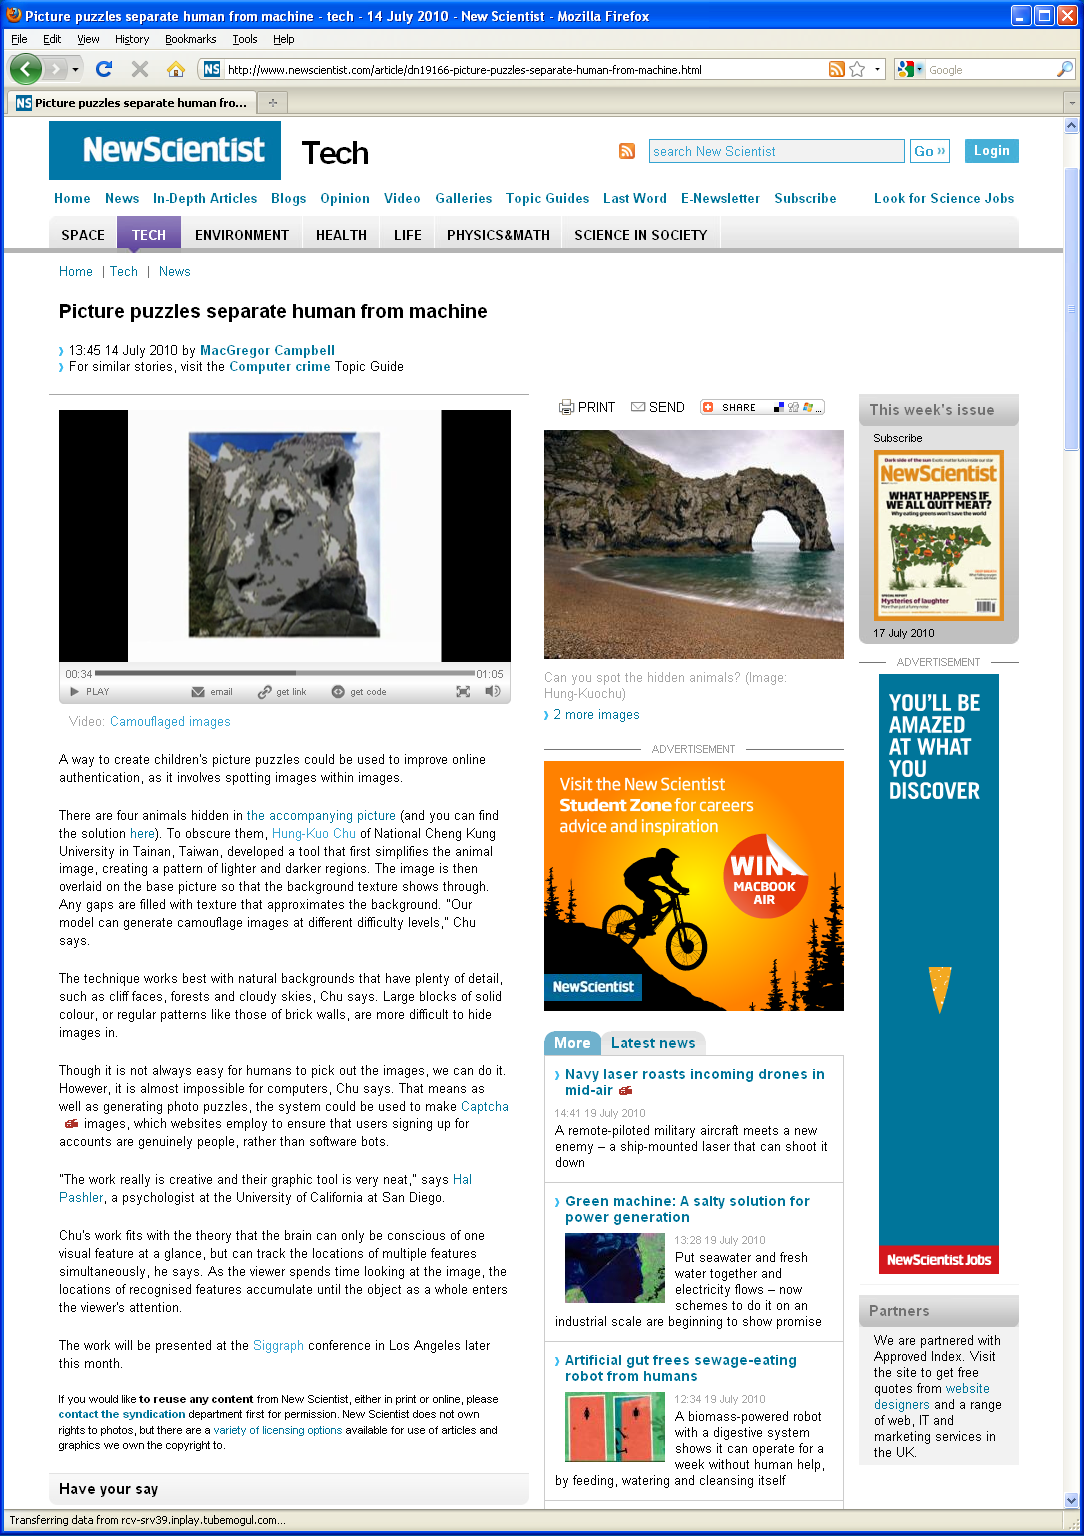 Picture puzzles separate human from machine - tech - 14 July 2010 - New Scientist - Mozilla Firefox
File Edit View History Bookmarks Tools Help
NS http://www.newscientist.com/article/dn19166-picture-puzzles-separate-human-from-machine.html
Google
NS Picture puzzles separate human fro...
NewScientist
Tech
search New Scientist
Go »
Login
Home News In-Depth Articles Blogs Opinion Video Galleries Topic Guides Last Word E-Newsletter Subscribe Look for Science Jobs
SPACE TECH ENVIRONMENT HEALTH LIFE PHYSICS&MATH SCIENCE IN SOCIETY
Home | Tech | News
Picture puzzles separate human from machine
13:45 14 July 2010 by MacGregor Campbell
For similar stories, visit the Computer crime Topic Guide
00:34 01:05
PLAY email get link get code
Video: Camouflaged images
A way to create children's picture puzzles could be used to improve online
authentication, as it involves spotting images within images.
There are four animals hidden in the accompanying picture (and you can find
the solution here). To obscure them, Hung-Kuo Chu of National Cheng Kung
University in Tainan, Taiwan, developed a tool that first simplifies the animal
image, creating a pattern of lighter and darker regions. The image is then
overlaid on the base picture so that the background texture shows through.
Any gaps are filled with texture that approximates the background. "Our
model can generate camouflage images at different difficulty levels," Chu
says.
The technique works best with natural backgrounds that have plenty of detail,
such as cliff faces, forests and cloudy skies, Chu says. Large blocks of solid
colour, or regular patterns like those of brick walls, are more difficult to hide
images in.
Though it is not always easy for humans to pick out the images, we can do it.
However, it is almost impossible for computers, Chu says. That means as
well as generating photo puzzles, the system could be used to make Captcha
images, which websites employ to ensure that users signing up for
accounts are genuinely people, rather than software bots.
"The work really is creative and their graphic tool is very neat," says Hal
Pashler, a psychologist at the University of California at San Diego.
Chu's work fits with the theory that the brain can only be conscious of one
visual feature at a glance, but can track the locations of multiple features
simultaneously, he says. As the viewer spends time looking at the image, the
locations of recognised features accumulate until the object as a whole enters
the viewer's attention.
The work will be presented at the Siggraph conference in Los Angeles later
this month.
If you would like to reuse any content from New Scientist, either in print or online, please
contact the syndication department first for permission. New Scientist does not own
rights to photos, but there are a variety of licensing options available for use of articles and
graphics we own the copyright to.
Have your say
PRINT SEND SHARE ...
Can you spot the hidden animals? (Image:
Hung-Kuochu)
2 more images
ADVERTISEMENT
Visit the New Scientist
Student Zone for careers
advice and inspiration
WIN
MACBOOK
AIR
NewScientist
More Latest news
Navy laser roasts incoming drones in
mid-air
14:41 19 July 2010
A remote-piloted military aircraft meets a new
enemy – a ship-mounted laser that can shoot it
down
Green machine: A salty solution for
power generation
13:28 19 July 2010
Put seawater and fresh
water together and
electricity flows – now
schemes to do it on an
industrial scale are beginning to show promise
Artificial gut frees sewage-eating
robot from humans
12:34 19 July 2010
A biomass-powered robot
with a digestive system
shows it can operate for a
week without human help,
by feeding, watering and cleansing itself
This week's issue
Subscribe
Dark side of the sun
NewScientist
WHAT HAPPENS IF
WE ALL QUIT MEAT?
Why eating greens won't save the world
SPECIAL REPORT
Mysteries of laughter
More than just a funny noise
17 July 2010
ADVERTISEMENT
YOU'LL BE
AMAZED
AT WHAT
YOU
DISCOVER
NewScientist Jobs
Partners
We are partnered with
Approved Index. Visit
the site to get free
quotes from website
designers and a range
of web, IT and
marketing services in
the UK.
Transferring data from rcv-srv39.inplay.tubemogul.com...